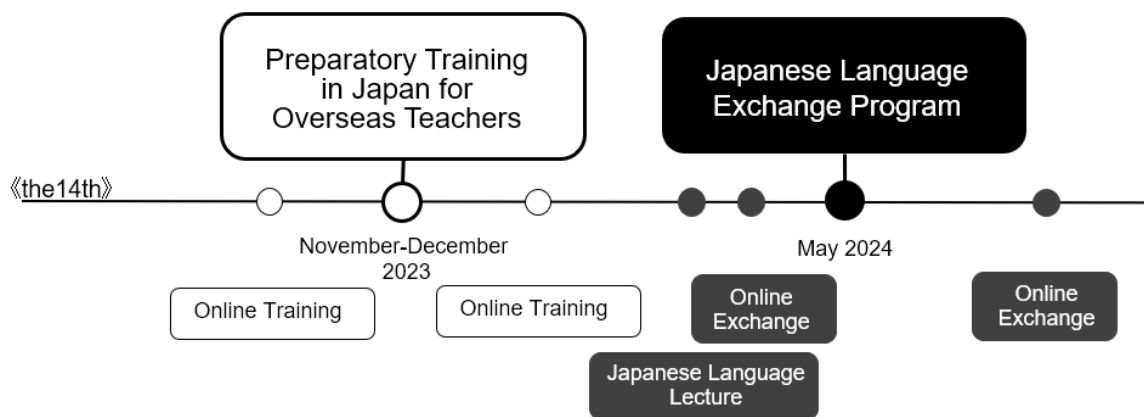 Preparatory Training
in Japan for
Overseas Teachers
Japanese Language
Exchange Program
《the14th》
November-December
2023
May 2024
Online Training
Online Training
Online
Exchange
Online
Exchange
Japanese Language
Lecture